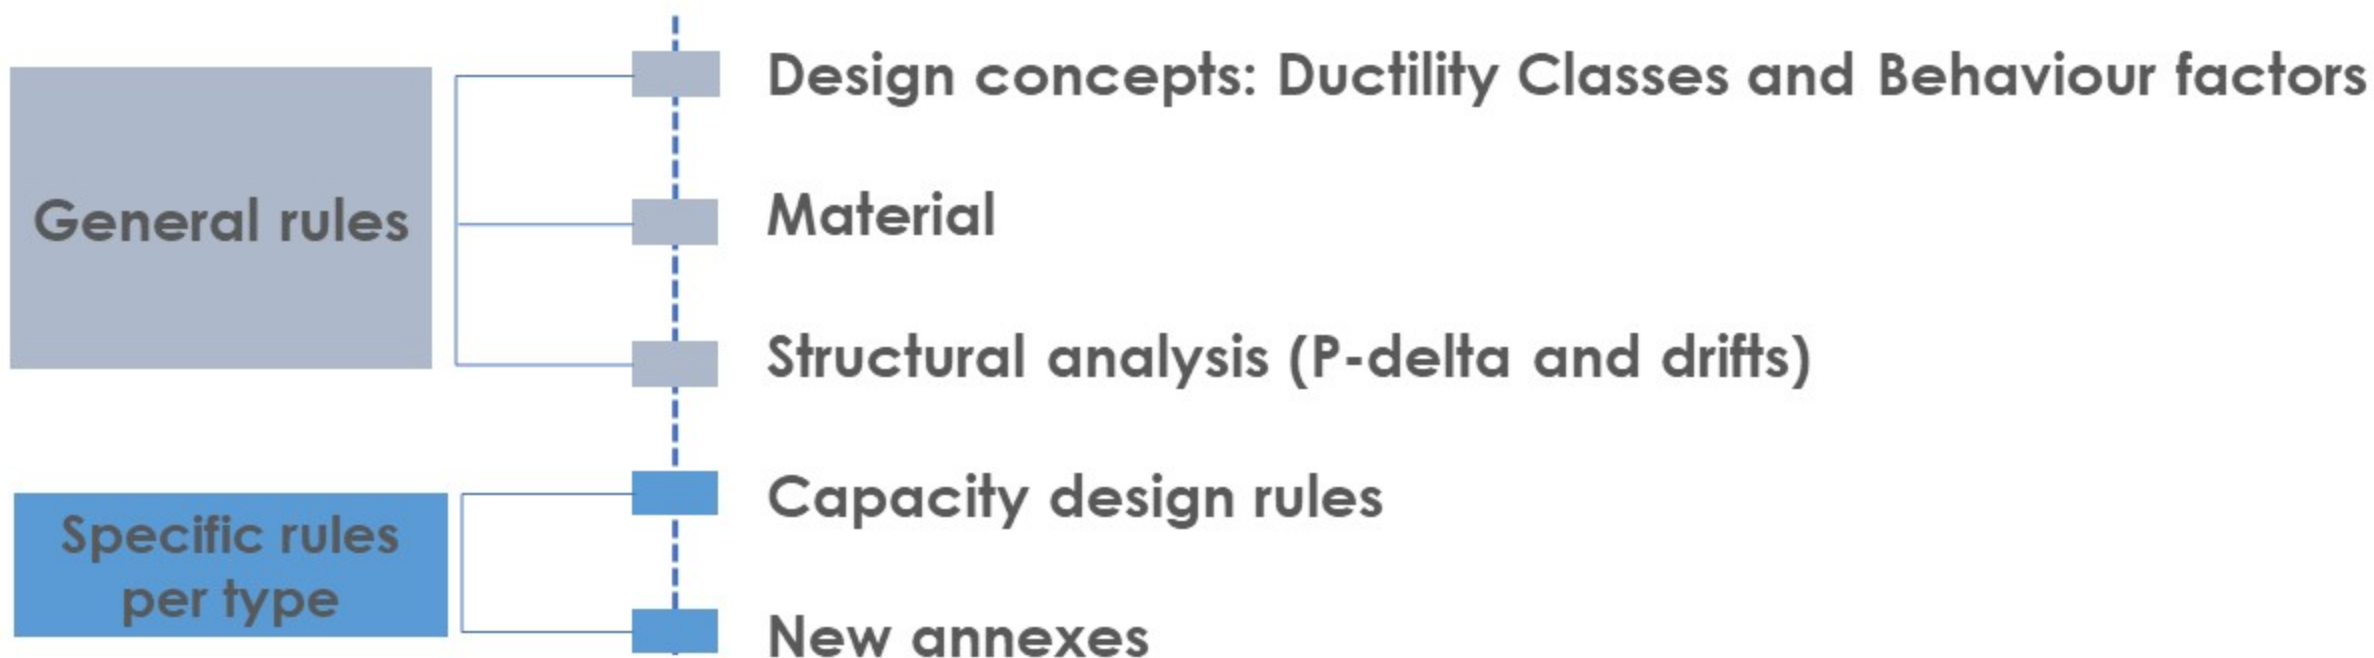 General rules
Design concepts: Ductility Classes and Behaviour factors
Material
Structural analysis (P-delta and drifts)
Specific rules
per type
Capacity design rules
New annexes